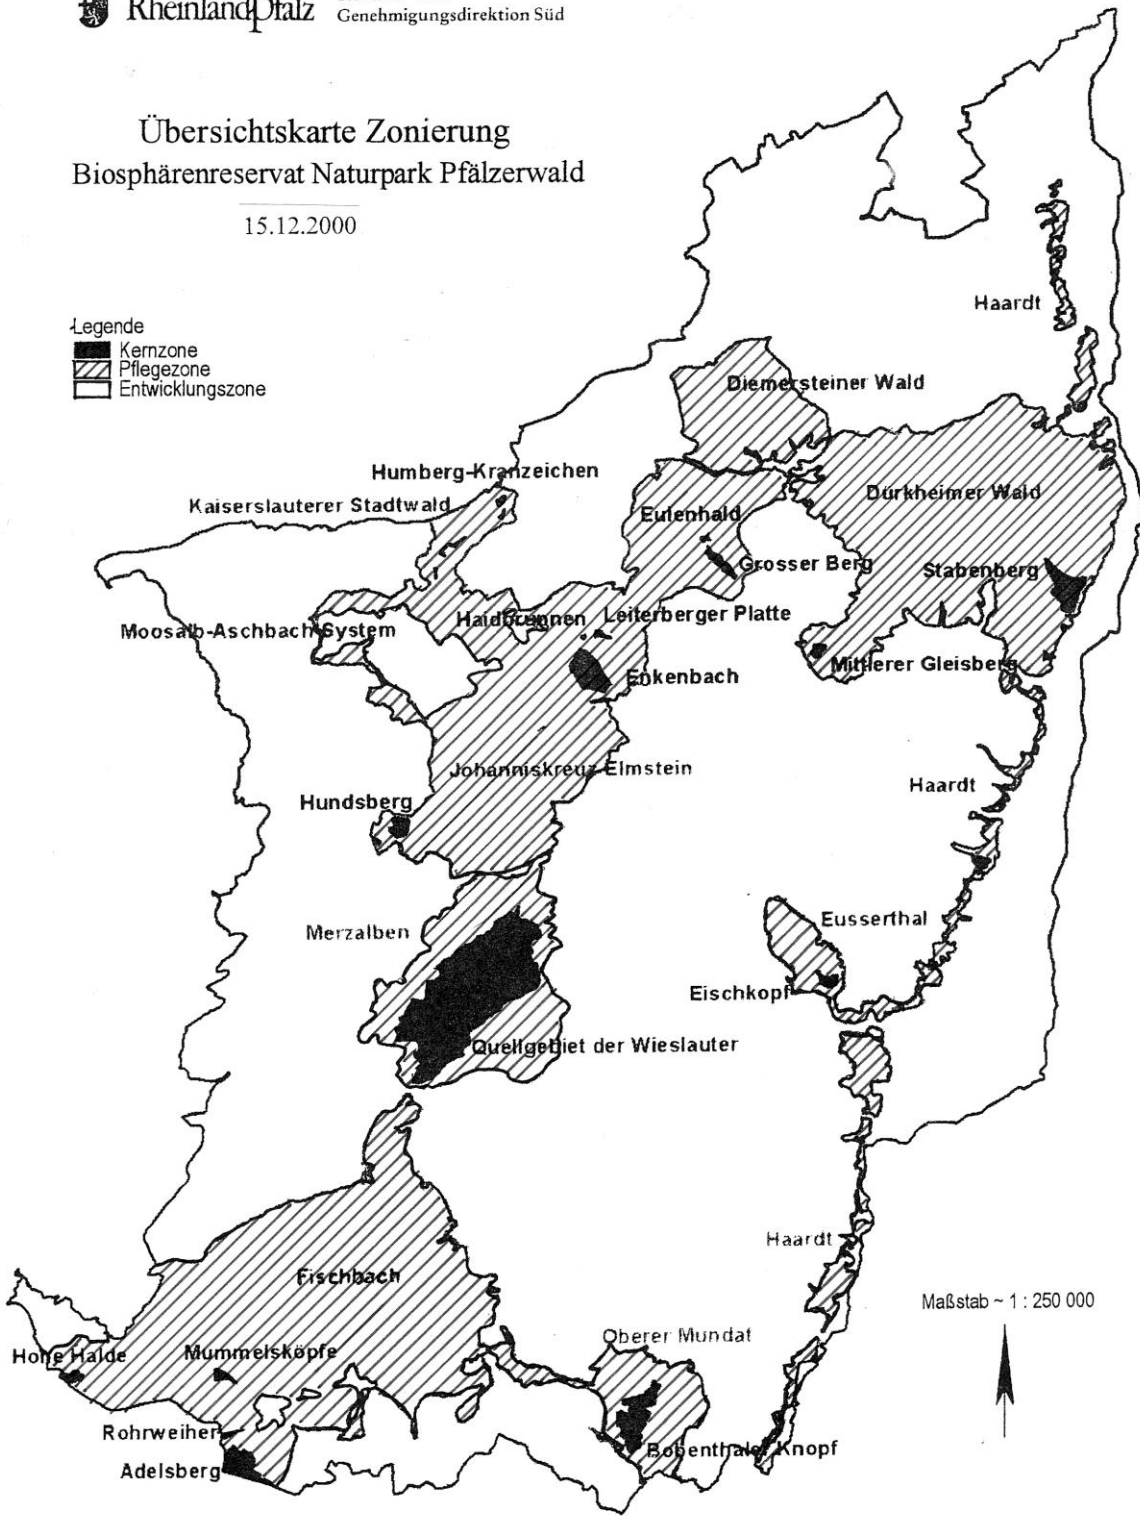 RheinlandPfalz
Genehmigungsdirektion Süd
Übersichtskarte Zonierung
Biosphärenreservat Naturpark Pfälzerwald
15.12.2000
Legende
Kernzone
Pflegezone
Entwicklungszone
Haardt
Diemersteiner Wald
Humberg-Kranzeichen
Kaiserslauterer Stadtwald
Dürkheimer Wald
Eulenhald
Grosser Berg
Stabenberg
Haidbrunnen
Leiterberger Platte
Moosalb-Aschbach-System
Mittlerer Gleisberg
Enkenbach
Johanniskreuz-Elmstein
Haardt
Hundsberg
Eusserthal
Merzalben
Eischkopf
Quellgebiet der Wieslauter
Haardt
Fischbach
Maßstab ~ 1 : 250 000
Oberer Mundat
Hohe Halde
Mummelsköpfe
Rohrweiher
Bobenthaler Knopf
Adelsberg